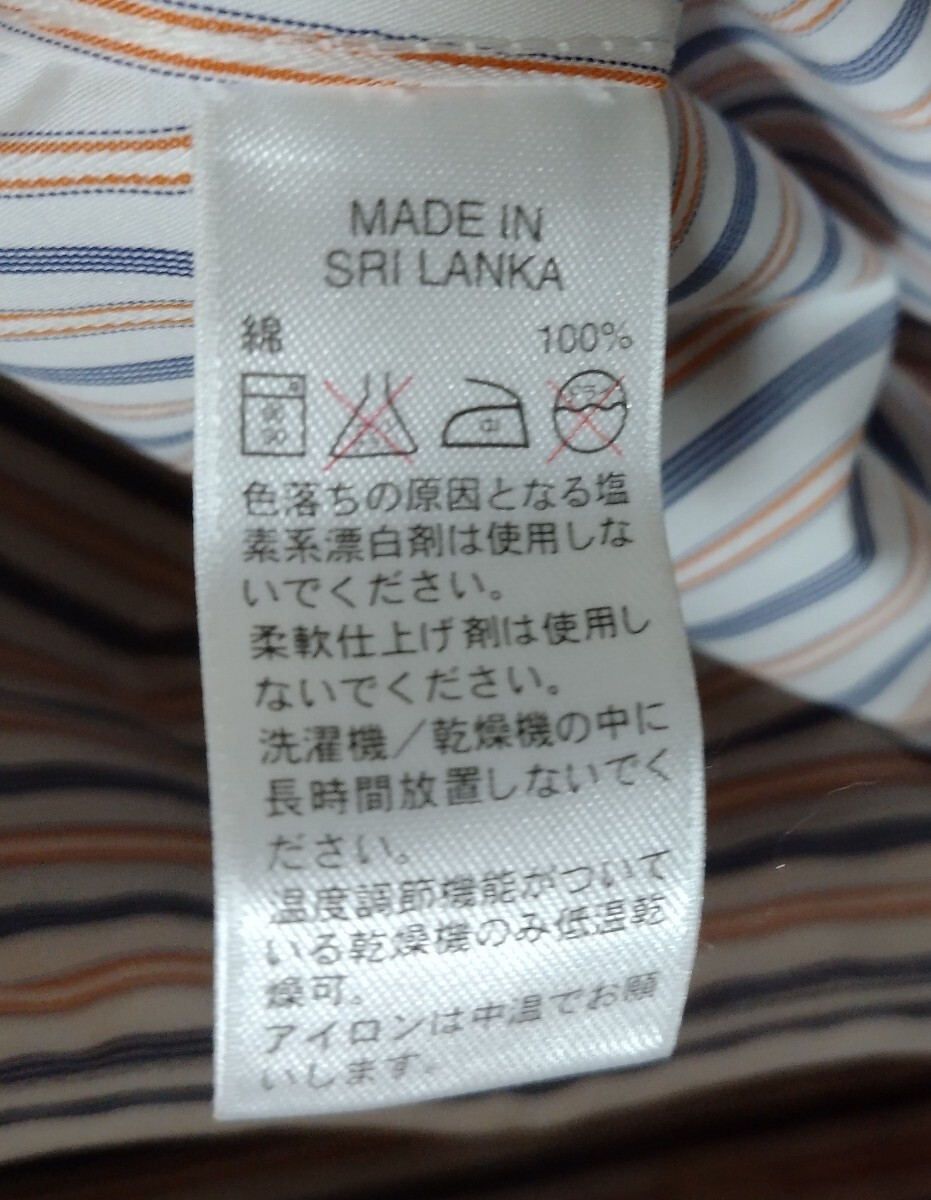 MADE IN
SRI LANKA
綿 100%
色落ちの原因となる塩
素系漂白剤は使用しな
いでください。
柔軟仕上げ剤は使用し
ないでください。
洗濯機／乾燥機の中に
長時間放置しないでく
ださい。
温度調節機能がついて
いる乾燥機のみ低温乾
燥可。
アイロンは中温でお願
いします。